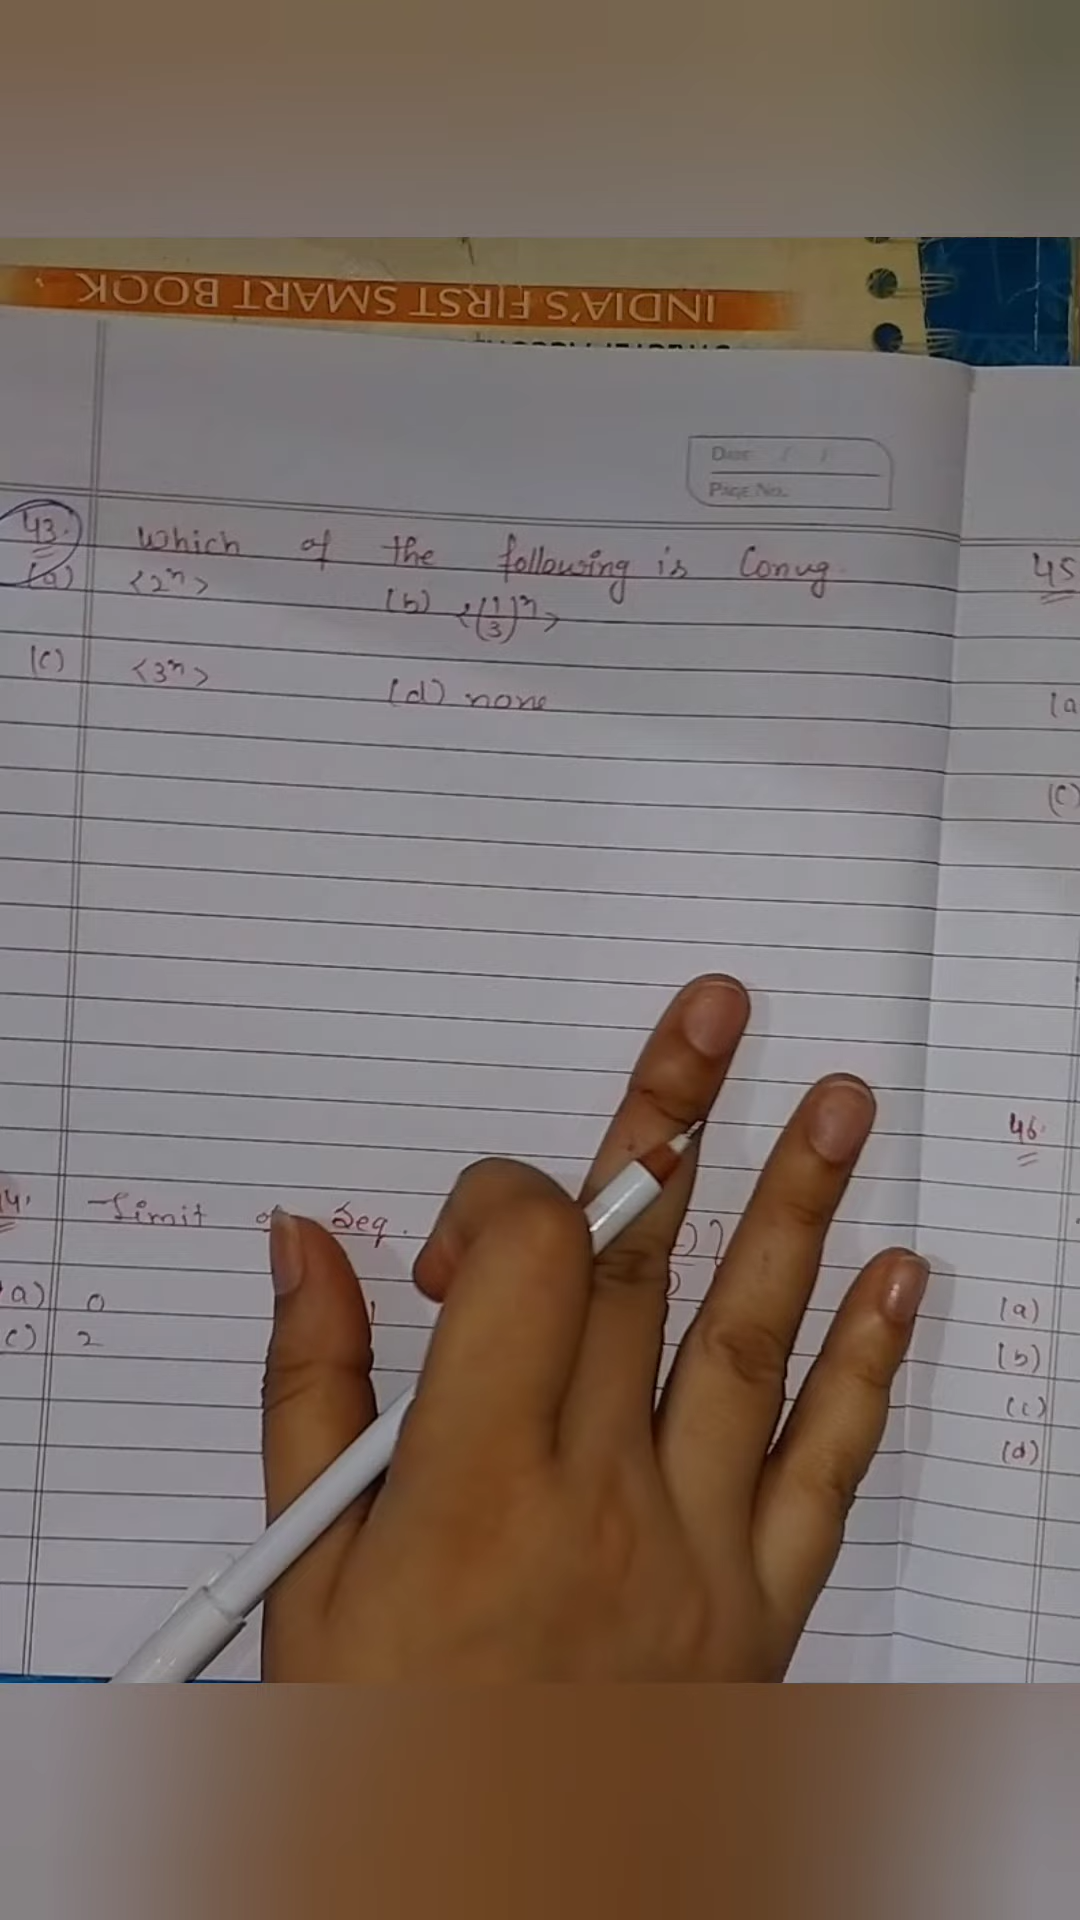 INDIA'S FIRST SMART BOOK
DATE / /
PAGE NO.
43. Which of the following is Convg.
(a) <2ⁿ> (b) <(1/3)ⁿ>
(c) <3ⁿ> (d) none
Limit of seq.
a) 0
c) 2
45
(a
(c)
46.
(a)
(b)
(c)
(d)